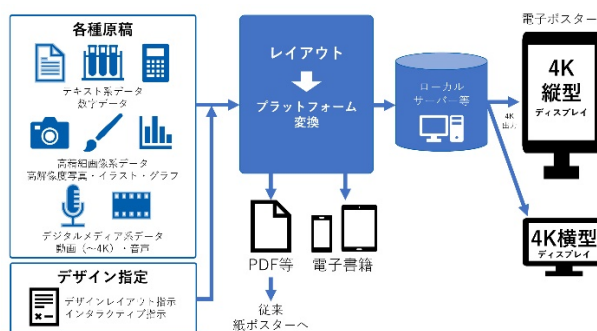 各種原稿
テキスト系データ
数字データ
高精細画像系データ
高解像度写真・イラスト・グラフ
デジタルメディア系データ
動画（～4K）・音声
デザイン指定
デザインレイアウト指示
インタラクティブ指示
レイアウト
プラットフォーム
変換
PDF等
電子書籍
従来
紙ポスターへ
ローカル
サーバー等
4K
出力
電子ポスター
4K
縦型
ディスプレイ
4K横型
ディスプレイ